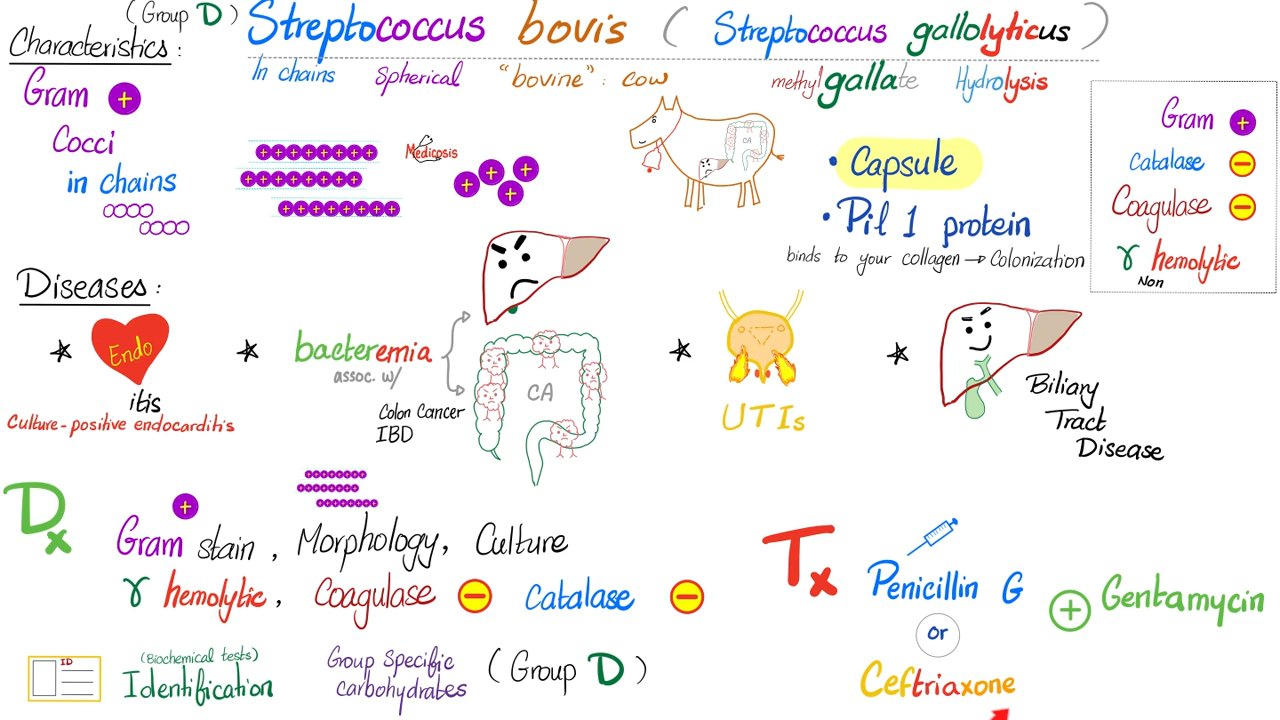 (Group D)
Streptococcus bovis (Streptococcus gallolyticus)
Characteristics:
In chains Spherical "bovine": cow methyl gallate Hydrolysis
Gram +
Cocci
in chains
Medicosis
CA
• Capsule
• Pil 1 protein
binds to your collagen → Colonization
Gram +
Catalase −
Coagulase −
γ hemolytic
Non
Diseases:
Endo
itis
Culture-positive endocarditis
bacteremia
assoc. w/
Colon Cancer
IBD
CA
UTIs
Biliary
Tract
Disease
Dx
Gram + stain, Morphology, Culture
γ hemolytic, Coagulase − Catalase −
ID
(Biochemical tests)
Identification
Group Specific
carbohydrates
(Group D)
Tx
Penicillin G
or
Ceftriaxone
+ Gentamycin